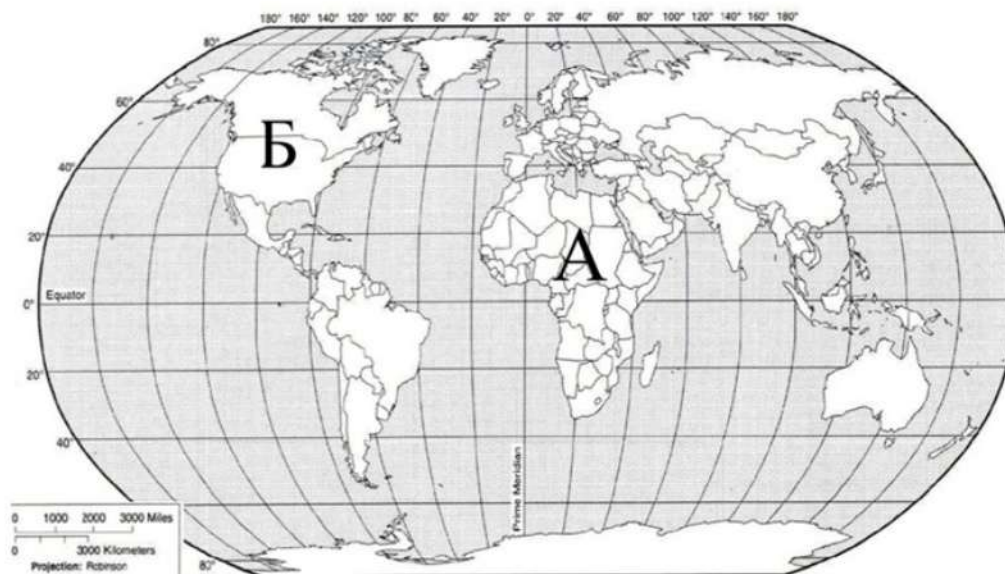 180° 160° 140° 120° 100° 80° 60° 40° 20° 0° 20° 40° 60° 80° 100° 120° 140° 160° 180°
80°
60°
Б
40°
20°
А
Equator
0°
20°
40°
Prime Meridian
0 1000 2000 3000 Miles
0 3000 Kilometers
Projection: Robinson
80°